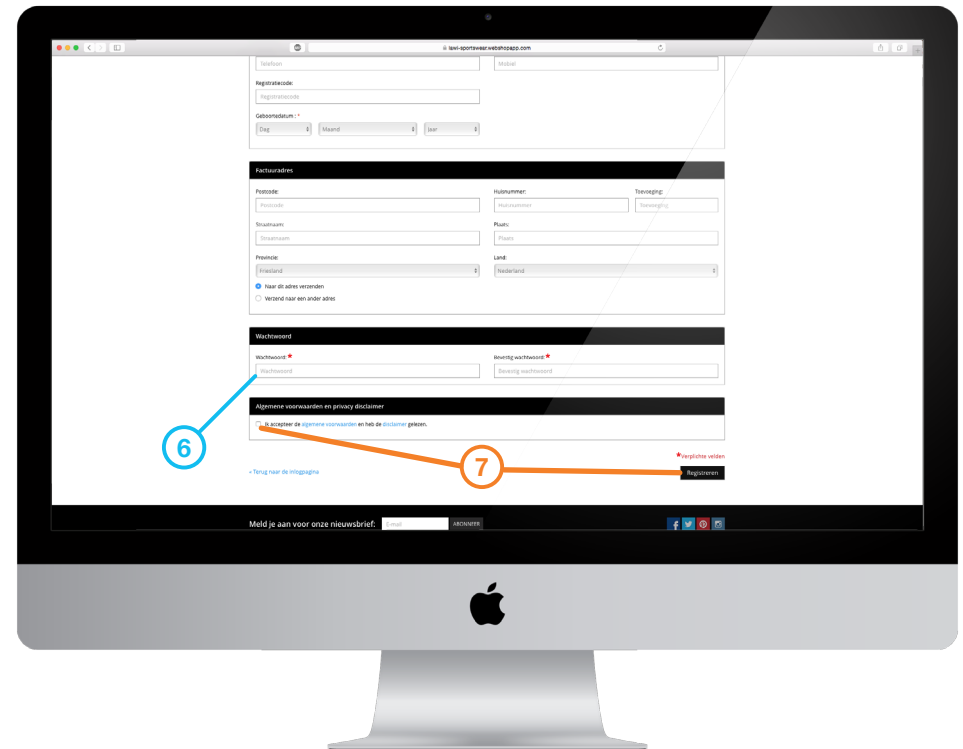 lawi-sportswear.webshopapp.com
Telefoon Mobiel
Registratiecode:
Registratiecode
Geboortedatum : *
Dag Maand Jaar
Factuuradres
Postcode: Huisnummer: Toevoeging:
Postcode Huisnummer Toevoeging
Straatnaam: Plaats:
Straatnaam Plaats
Provincie: Land:
Friesland Nederland
Naar dit adres verzenden
Verzend naar een ander adres
Wachtwoord
Wachtwoord: * Bevestig wachtwoord: *
Wachtwoord Bevestig wachtwoord
Algemene voorwaarden en privacy disclaimer
Ik accepteer de algemene voorwaarden en heb de disclaimer gelezen.
6
7
*Verplichte velden
« Terug naar de inlogpagina Registreren
Meld je aan voor onze nieuwsbrief: E-mail ABONNEER